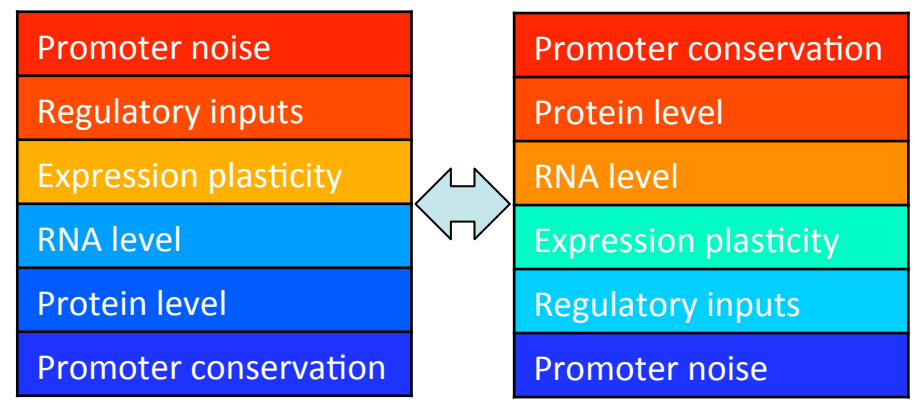 Promoter noise
Regulatory inputs
Expression plasticity
RNA level
Protein level
Promoter conservation
Promoter conservation
Protein level
RNA level
Expression plasticity
Regulatory inputs
Promoter noise